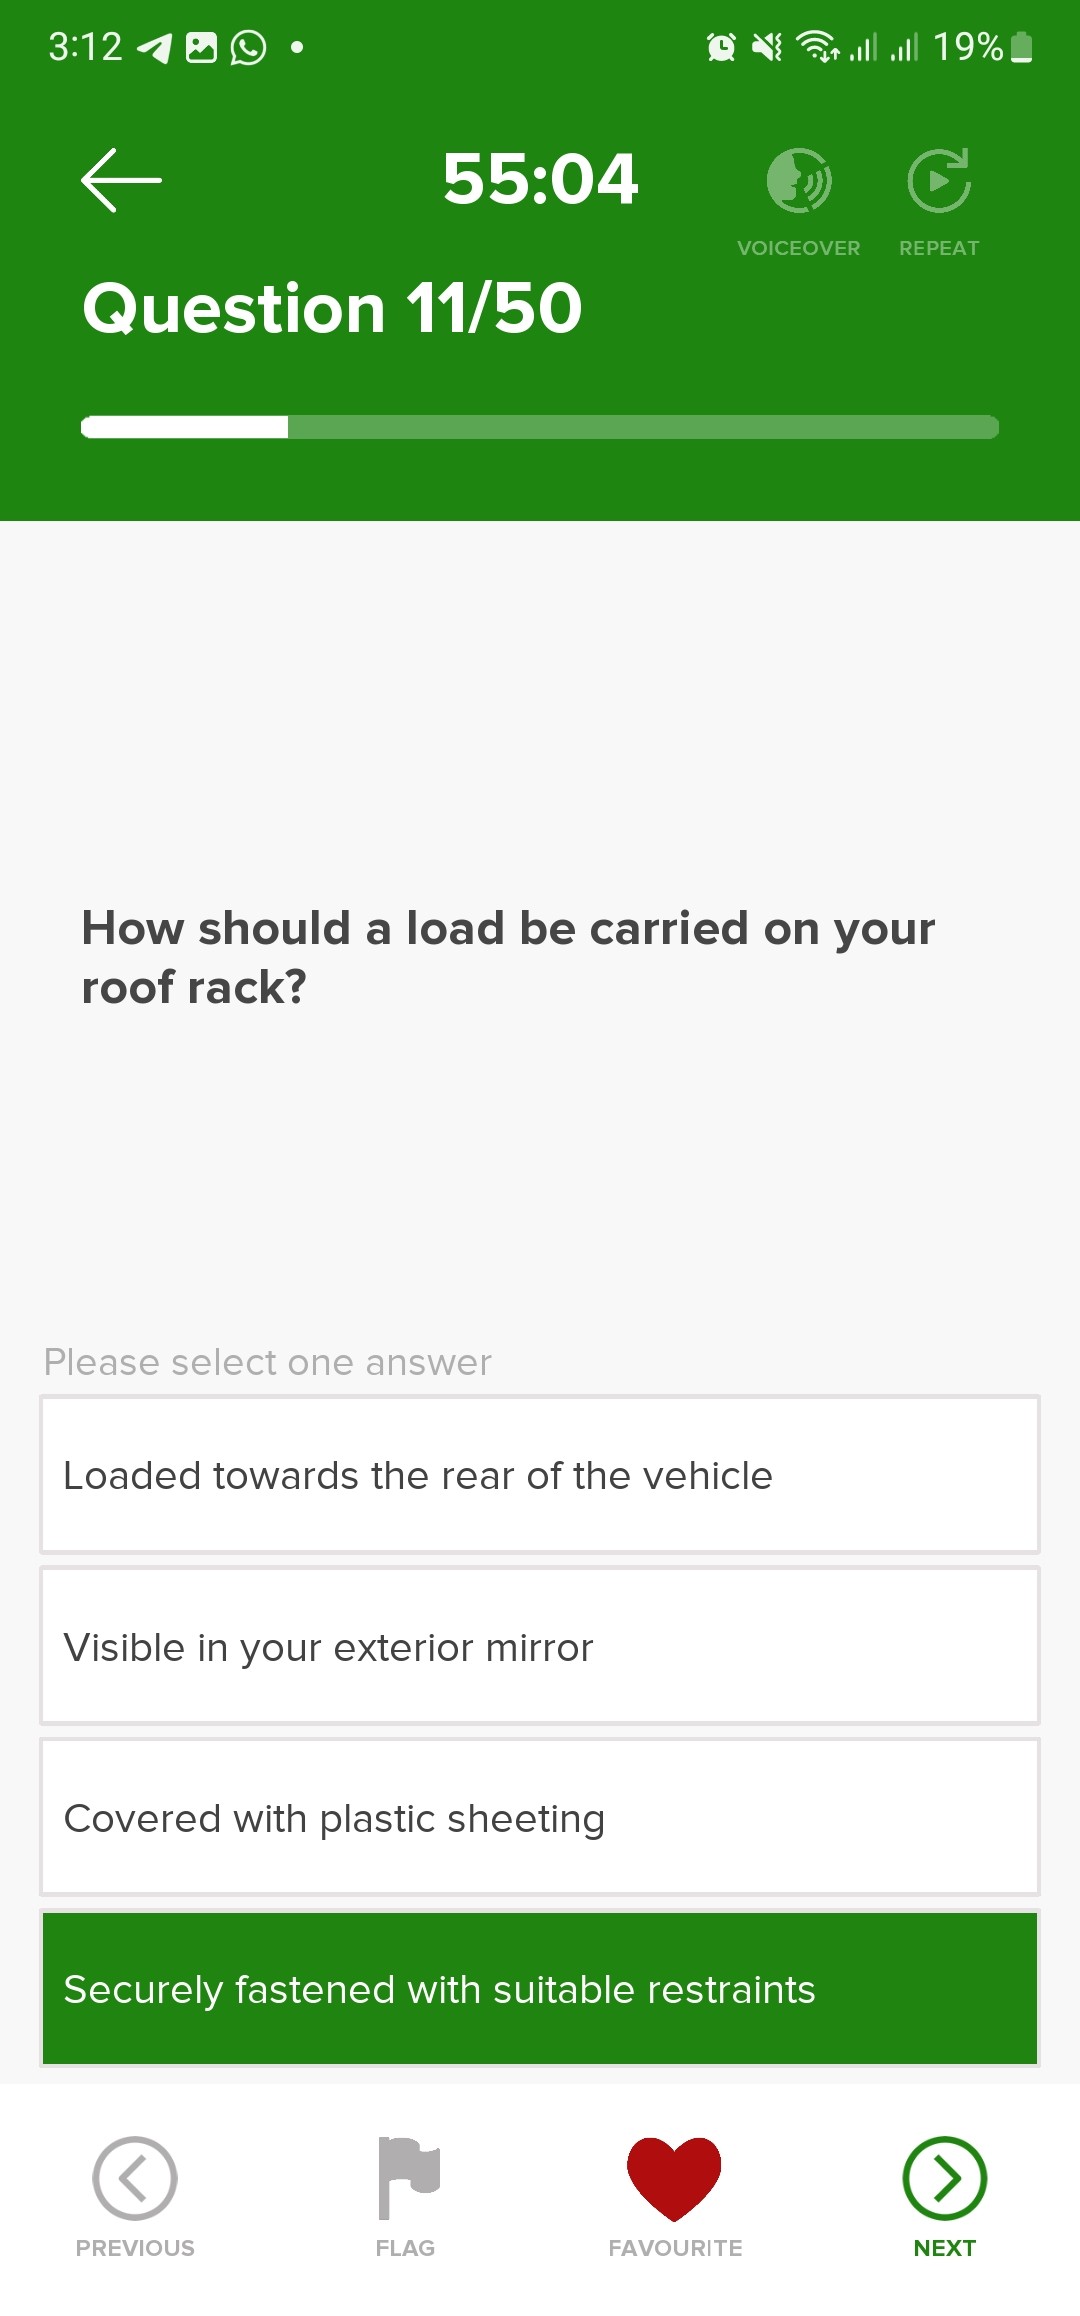 3:12
19%
55:04
VOICEOVER
REPEAT
Question 11/50
How should a load be carried on your
roof rack?
Please select one answer
Loaded towards the rear of the vehicle
Visible in your exterior mirror
Covered with plastic sheeting
Securely fastened with suitable restraints
PREVIOUS
FLAG
FAVOURITE
NEXT